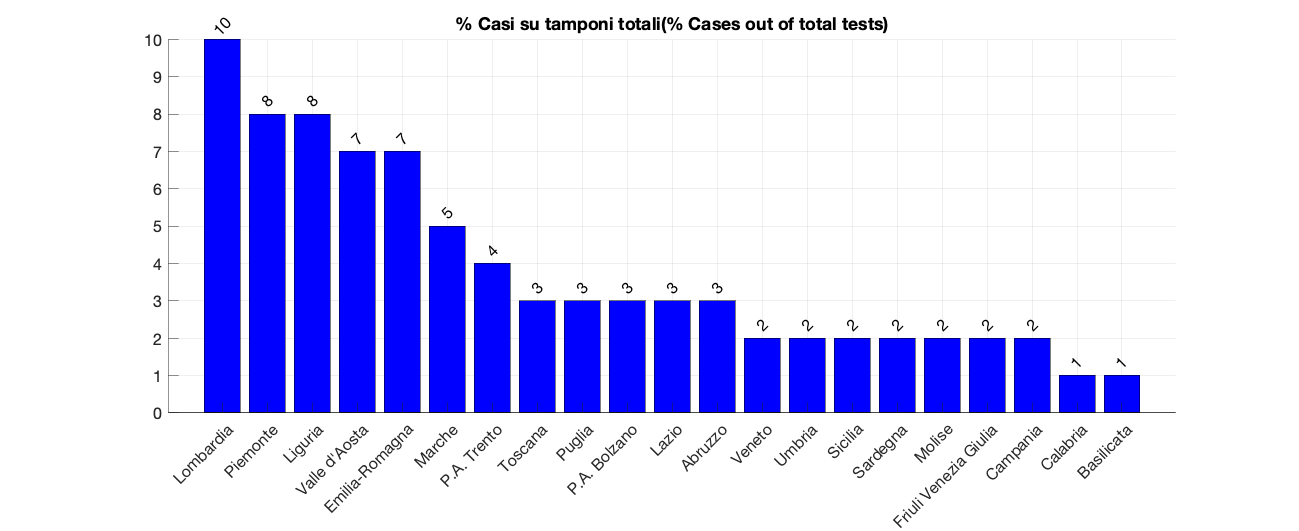 % Casi su tamponi totali(% Cases out of total tests)
10
9
8
7
6
5
4
3
2
1
0
10
8
8
7
7
5
4
3
3
3
3
3
2
2
2
2
2
2
2
1
1
Lombardia
Piemonte
Liguria
Valle d'Aosta
Emilia-Romagna
Marche
P.A. Trento
Toscana
Puglia
P.A. Bolzano
Lazio
Abruzzo
Veneto
Umbria
Sicilia
Sardegna
Molise
Friuli Venezia Giulia
Campania
Calabria
Basilicata